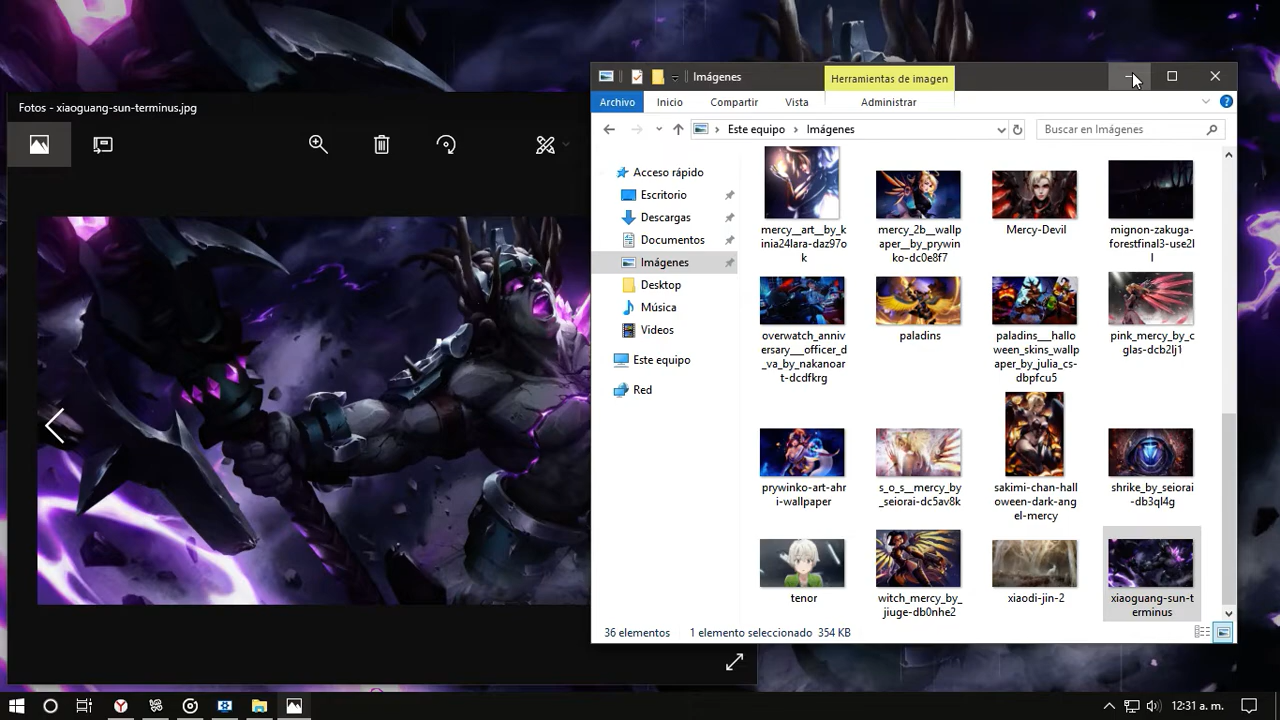 Fotos - xiaoguang-sun-terminus.jpg
Imágenes
Herramientas de imagen
Archivo
Inicio
Compartir
Vista
Administrar
Este equipo
Imágenes
Buscar en Imágenes
Acceso rápido
Escritorio
Descargas
Documentos
Imágenes
Desktop
Música
Videos
Este equipo
Red
mercy__art__by_k
inia24lara-daz97o
k
mercy_2b__wallp
aper__by_prywin
ko-dc0e8f7
Mercy-Devil
mignon-zakuga-
forestfinal3-use2l
l
overwatch_anniv
ersary___officer_d
_va_by_nakanoar
t-dcdfkrg
paladins
paladins___hallo
ween_skins_wallp
aper_by_julia_cs-
dbpfcu5
pink_mercy_by_c
glas-dcb2lj1
prywinko-art-ahr
i-wallpaper
s_o_s__mercy_by
_seiorai-dc5av8k
sakimi-chan-hall
oween-dark-ang
el-mercy
shrike_by_seiorai
-db3ql4g
tenor
witch_mercy_by_
jiuge-db0nhe2
xiaodi-jin-2
xiaoguang-sun-t
erminus
36 elementos
1 elemento seleccionado 354 KB
12:31 a. m.